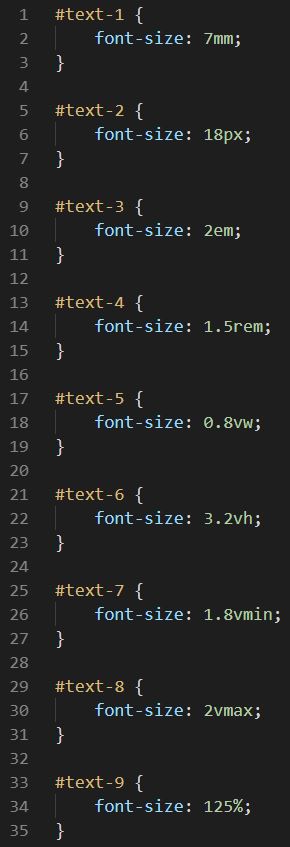 1 #text-1 {
2 font-size: 7mm;
3 }
4
5 #text-2 {
6 font-size: 18px;
7 }
8
9 #text-3 {
10 font-size: 2em;
11 }
12
13 #text-4 {
14 font-size: 1.5rem;
15 }
16
17 #text-5 {
18 font-size: 0.8vw;
19 }
20
21 #text-6 {
22 font-size: 3.2vh;
23 }
24
25 #text-7 {
26 font-size: 1.8vmin;
27 }
28
29 #text-8 {
30 font-size: 2vmax;
31 }
32
33 #text-9 {
34 font-size: 125%;
35 }